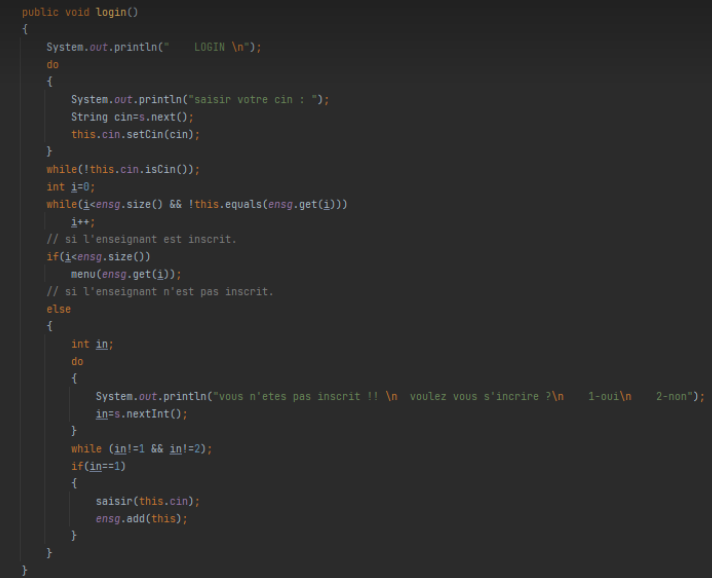 public void login()
{
    System.out.println("    LOGIN \n");
    do
    {
        System.out.println("saisir votre cin : ");
        String cin=s.next();
        this.cin.setCin(cin);
    }
    while(!this.cin.isCin());
    int i=0;
    while(i<ensg.size() && !this.equals(ensg.get(i)))
        i++;
    // si l'enseignant est inscrit.
    if(i<ensg.size())
        menu(ensg.get(i));
    // si l'enseignant n'est pas inscrit.
    else
    {
        int in;
        do
        {
            System.out.println("vous n'etes pas inscrit !! \n  voulez vous s'incrire ?\n    1-oui\n    2-non");
            in=s.nextInt();
        }
        while (in!=1 && in!=2);
        if(in==1)
        {
            saisir(this.cin);
            ensg.add(this);
        }
    }
}